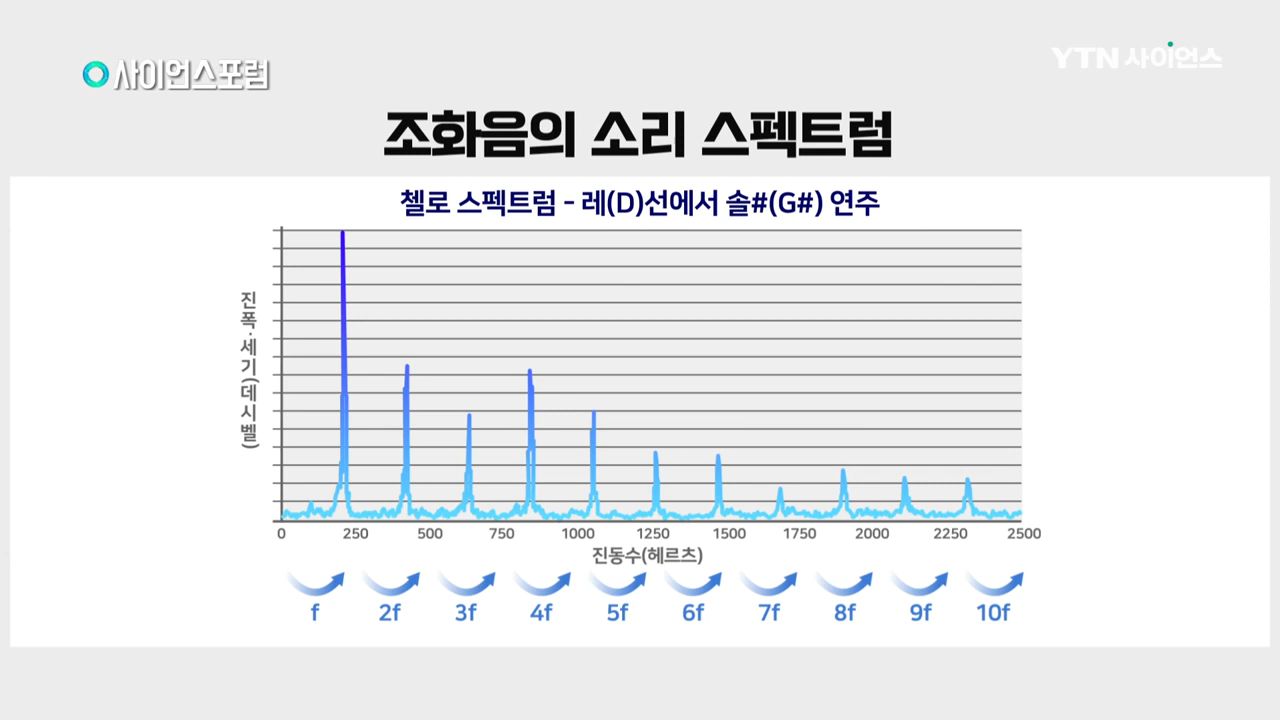 사이언스포럼
YTN 사이언스
조화음의 소리 스펙트럼
첼로 스펙트럼 - 레(D)선에서 솔#(G#) 연주
진폭·세기(데시벨)
0 250 500 750 1000 1250 1500 1750 2000 2250 2500
진동수(헤르츠)
f 2f 3f 4f 5f 6f 7f 8f 9f 10f